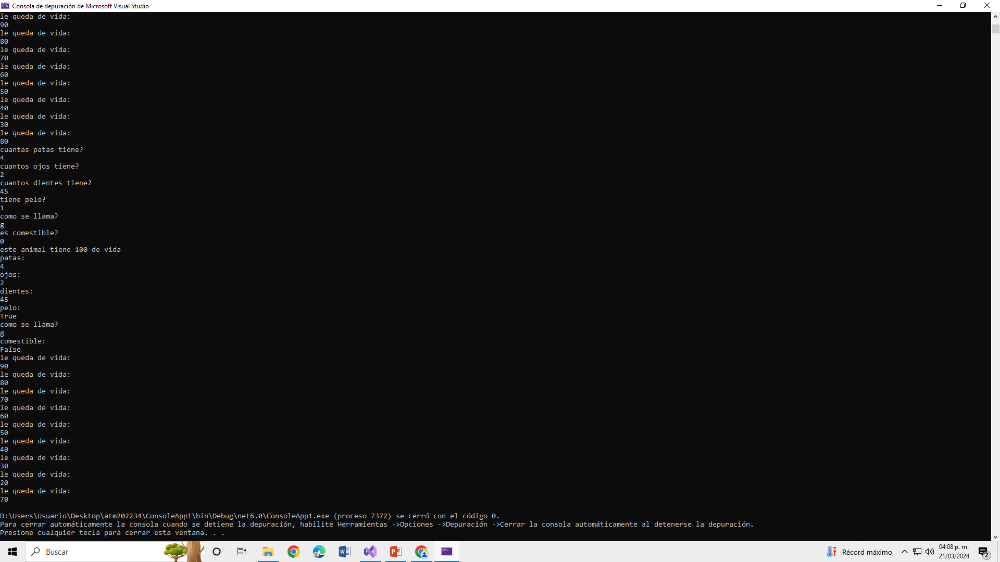 Consola de depuración de Microsoft Visual Studio
le queda de vida:
90
le queda de vida:
80
le queda de vida:
70
le queda de vida:
60
le queda de vida:
50
le queda de vida:
40
le queda de vida:
30
le queda de vida:
80
cuantas patas tiene?
4
cuantos ojos tiene?
2
cuantos dientes tiene?
45
tiene pelo?
1
como se llama?
g
es comestible?
0
este animal tiene 100 de vida
patas:
4
ojos:
2
dientes:
45
pelo:
True
como se llama?
g
comestible:
False
le queda de vida:
90
le queda de vida:
80
le queda de vida:
70
le queda de vida:
60
le queda de vida:
50
le queda de vida:
40
le queda de vida:
30
le queda de vida:
20
le queda de vida:
70
D:\Users\Usuario\Desktop\atm202234\ConsoleApp1\bin\Debug\net6.0\ConsoleApp1.exe (proceso 7372) se cerró con el código 0.
Para cerrar automáticamente la consola cuando se detiene la depuración, habilite Herramientas ->Opciones ->Depuración ->Cerrar la consola automáticamente al detenerse la depuración.
Presione cualquier tecla para cerrar esta ventana. . .
Buscar
Récord máximo
04:08 p. m.
21/03/2024
2